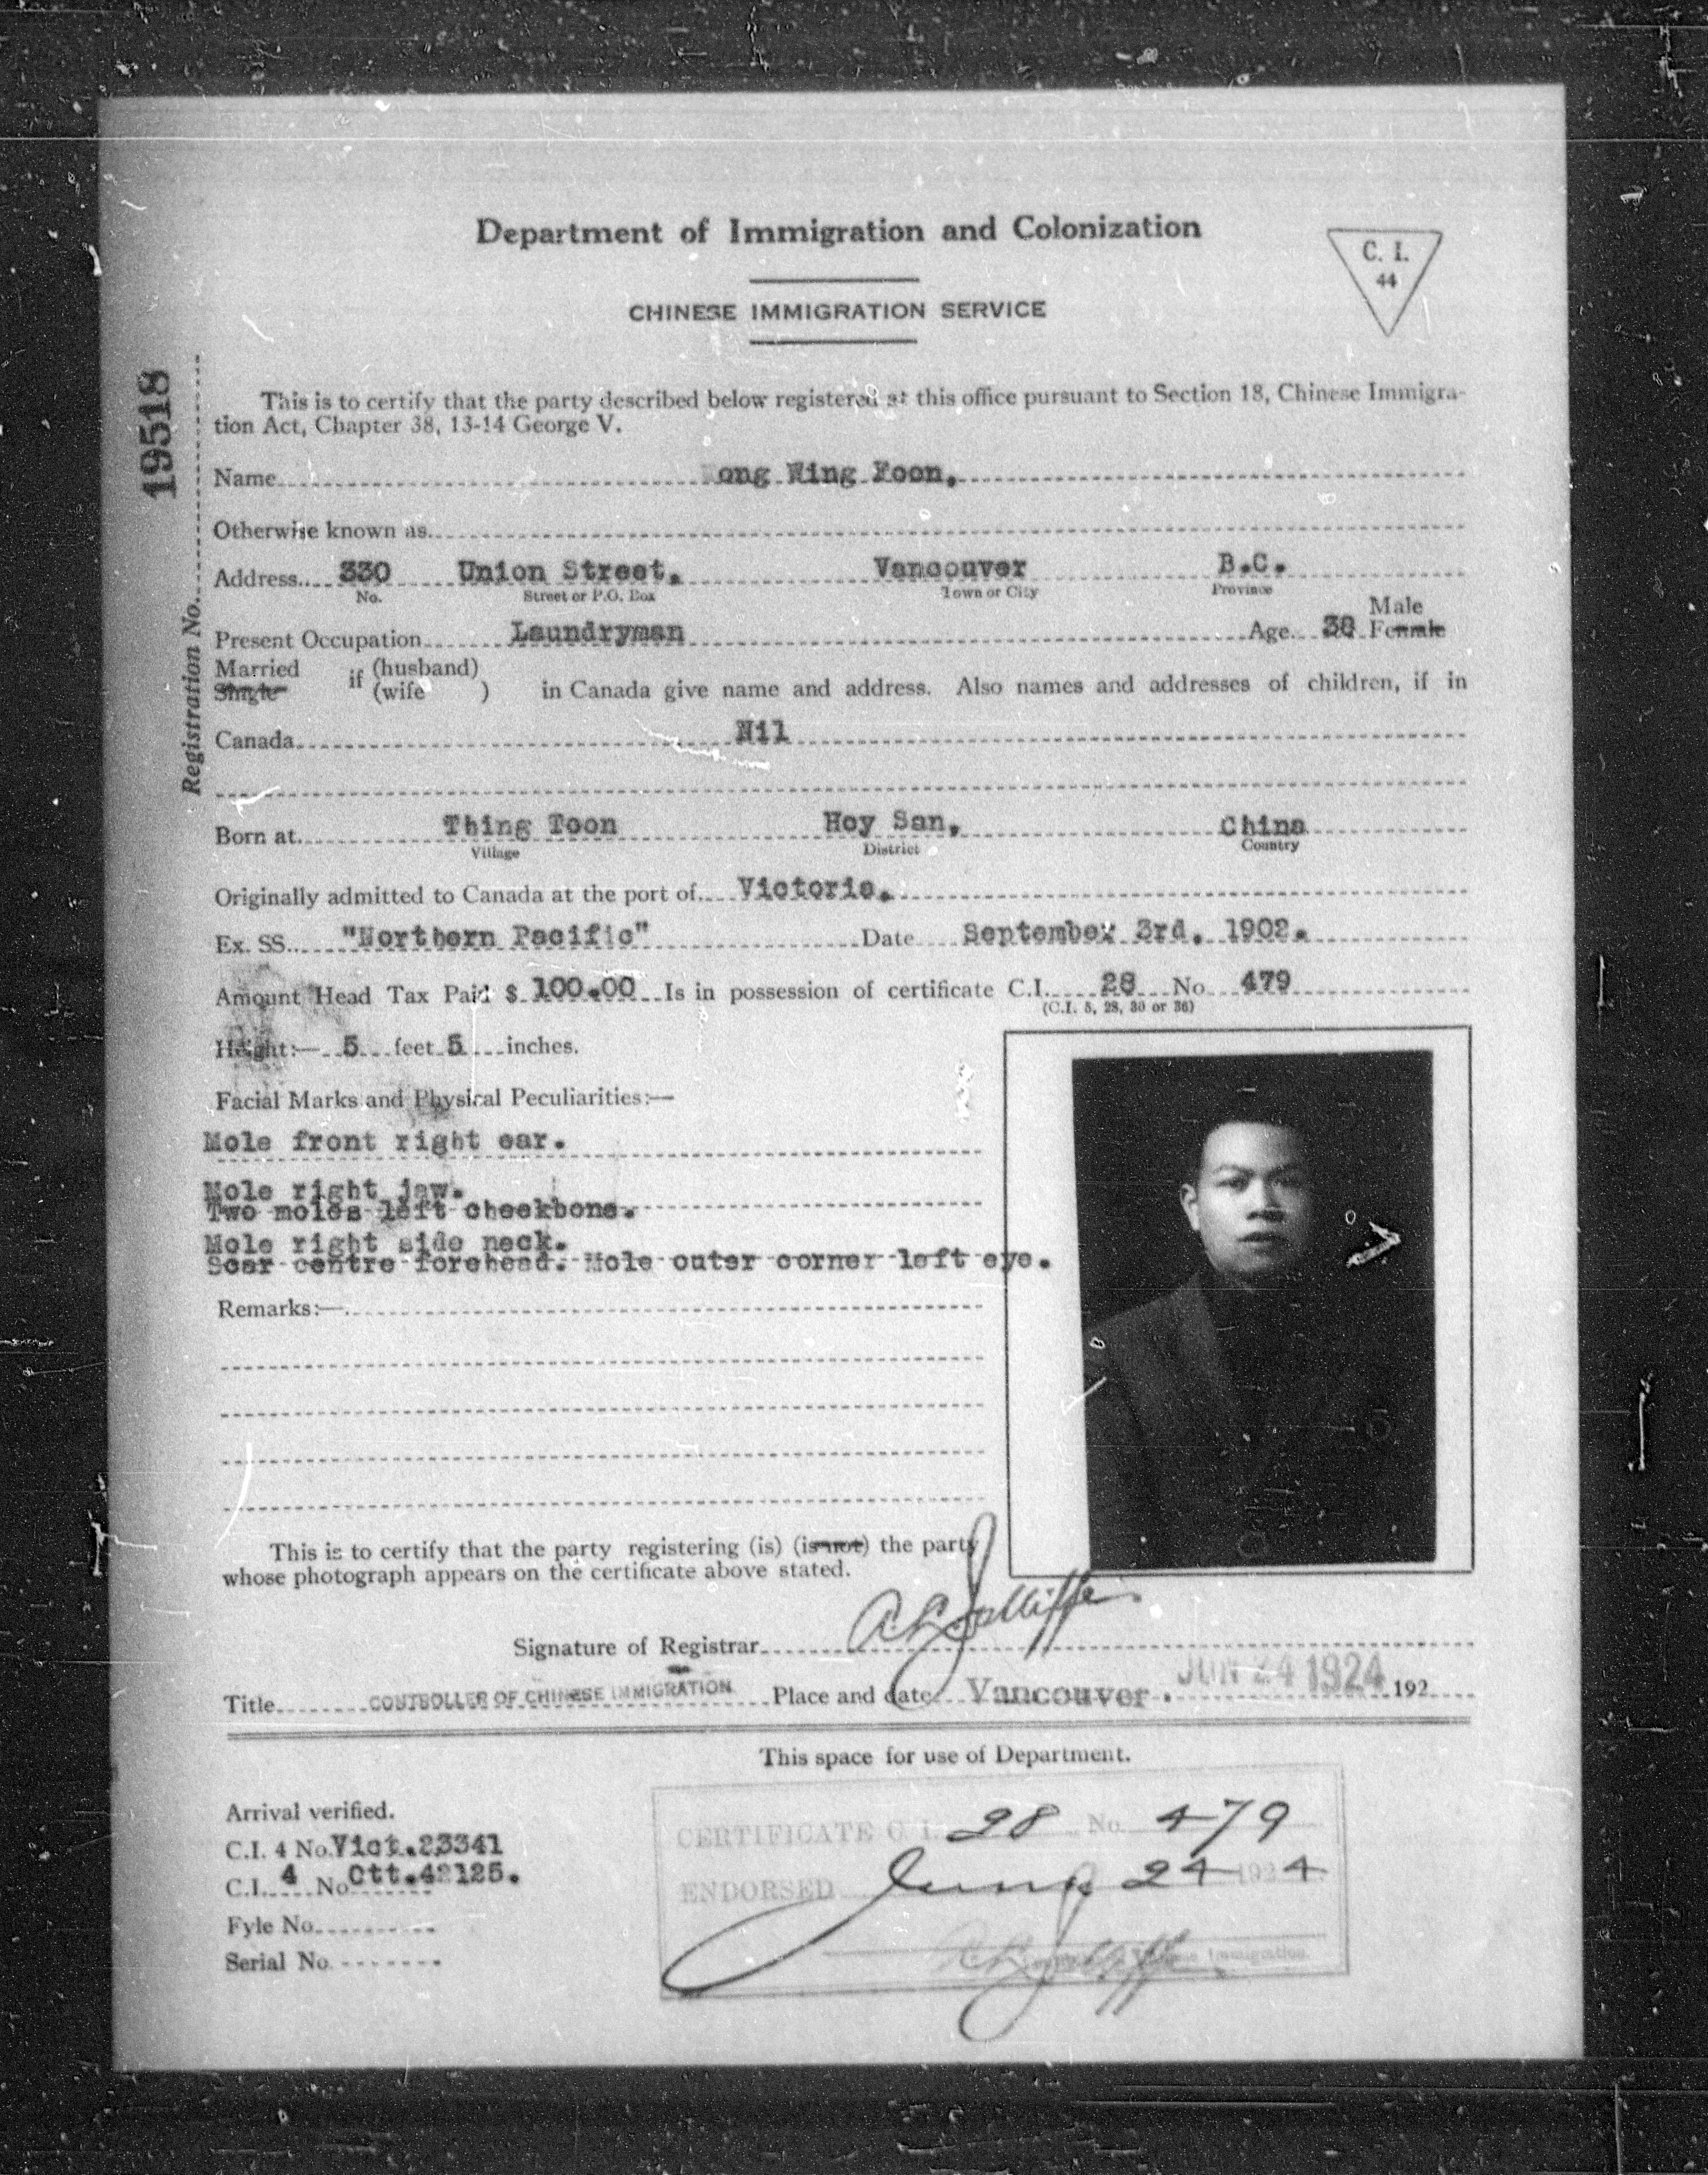 Department of Immigration and Colonization
C. I.
44
CHINESE IMMIGRATION SERVICE
Registration No. 19518
This is to certify that the party described below registered at this office pursuant to Section 18, Chinese Immigra-
tion Act, Chapter 38, 13-14 George V.
Name ong Wing Foon,
Otherwise known as
Address 330 Union Street, Vancouver B.C.
No. Street or P.O. Box Town or City Province
Male
Present Occupation Laundryman Age 38 Female
Married if (husband)
Single (wife ) in Canada give name and address. Also names and addresses of children, if in
Canada Nil
Born at Thing Toon Hoy San, China
Village District Country
Originally admitted to Canada at the port of Victoria.
Ex. SS. "Northern Pacific" Date September 3rd. 1902.
Amount Head Tax Paid $ 100.00 Is in possession of certificate C.I. 28 No 479
(C.I. 5, 28, 30 or 36)
Height:— 5 feet 5 inches.
Facial Marks and Physical Peculiarities:—
Mole front right ear.
Mole right jaw.
Two moles left cheekbone.
Mole right side neck.
Scar centre forehead. Mole outer corner left eye.
Remarks:—
This is to certify that the party registering (is) (is not) the party
whose photograph appears on the certificate above stated.
Signature of Registrar A.L. Jolliffe
Title CONTROLLER OF CHINESE IMMIGRATION Place and date Vancouver. JUN 24 1924 192
This space for use of Department.
Arrival verified.
C.I. 4 No. Vict.23341
C.I. 4 No Ott.42125.
Fyle No.
Serial No.
CERTIFICATE C. I. 28 No. 479
ENDORSED June 24 1924
A.L. Jolliffe
Immigration.